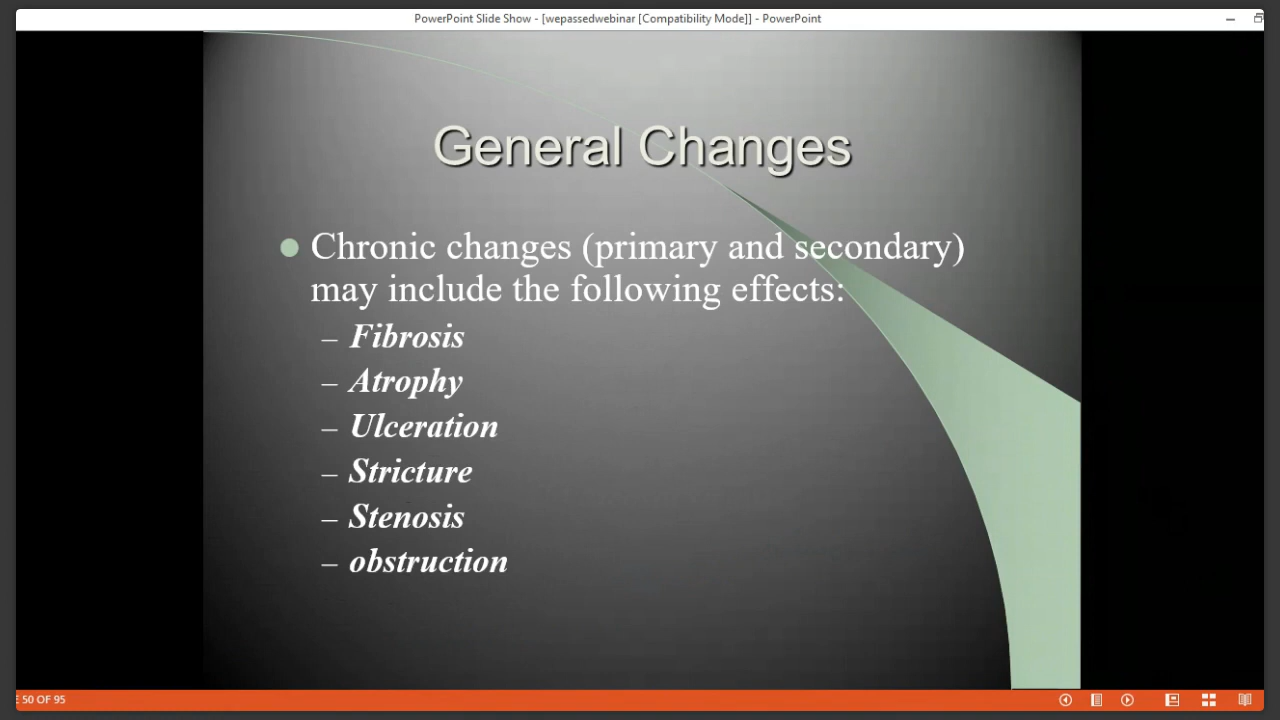 PowerPoint Slide Show - [wepassedwebinar [Compatibility Mode]] - PowerPoint
General Changes
Chronic changes (primary and secondary)
may include the following effects:
– Fibrosis
– Atrophy
– Ulceration
– Stricture
– Stenosis
– obstruction
E 50 OF 95